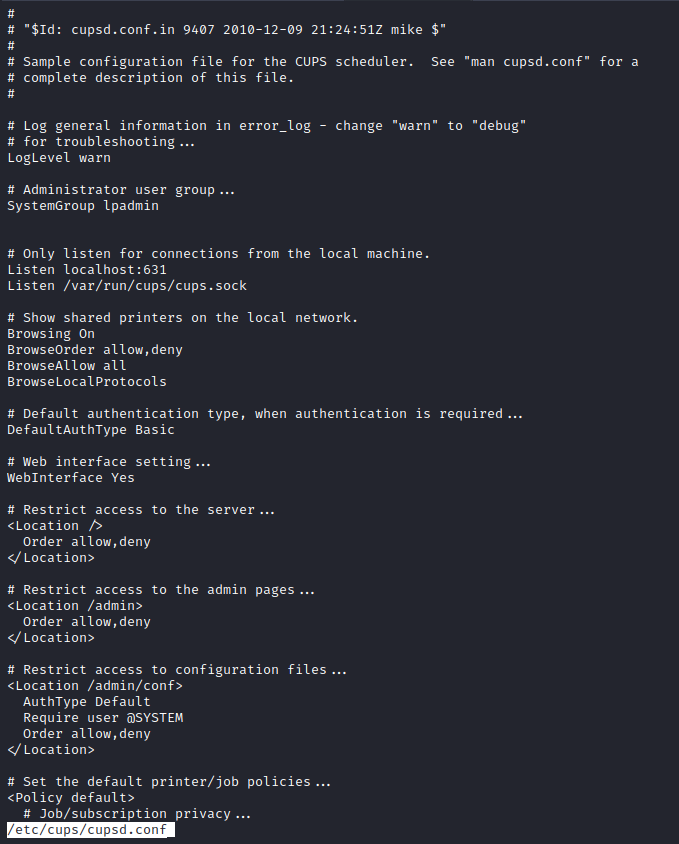 #
# "$Id: cupsd.conf.in 9407 2010-12-09 21:24:51Z mike $"
#
# Sample configuration file for the CUPS scheduler.  See "man cupsd.conf" for a
# complete description of this file.
#

# Log general information in error_log - change "warn" to "debug"
# for troubleshooting...
LogLevel warn

# Administrator user group...
SystemGroup lpadmin


# Only listen for connections from the local machine.
Listen localhost:631
Listen /var/run/cups/cups.sock

# Show shared printers on the local network.
Browsing On
BrowseOrder allow,deny
BrowseAllow all
BrowseLocalProtocols

# Default authentication type, when authentication is required...
DefaultAuthType Basic

# Web interface setting...
WebInterface Yes

# Restrict access to the server...
<Location />
  Order allow,deny
</Location>

# Restrict access to the admin pages...
<Location /admin>
  Order allow,deny
</Location>

# Restrict access to configuration files...
<Location /admin/conf>
  AuthType Default
  Require user @SYSTEM
  Order allow,deny
</Location>

# Set the default printer/job policies...
<Policy default>
  # Job/subscription privacy...
/etc/cups/cupsd.conf